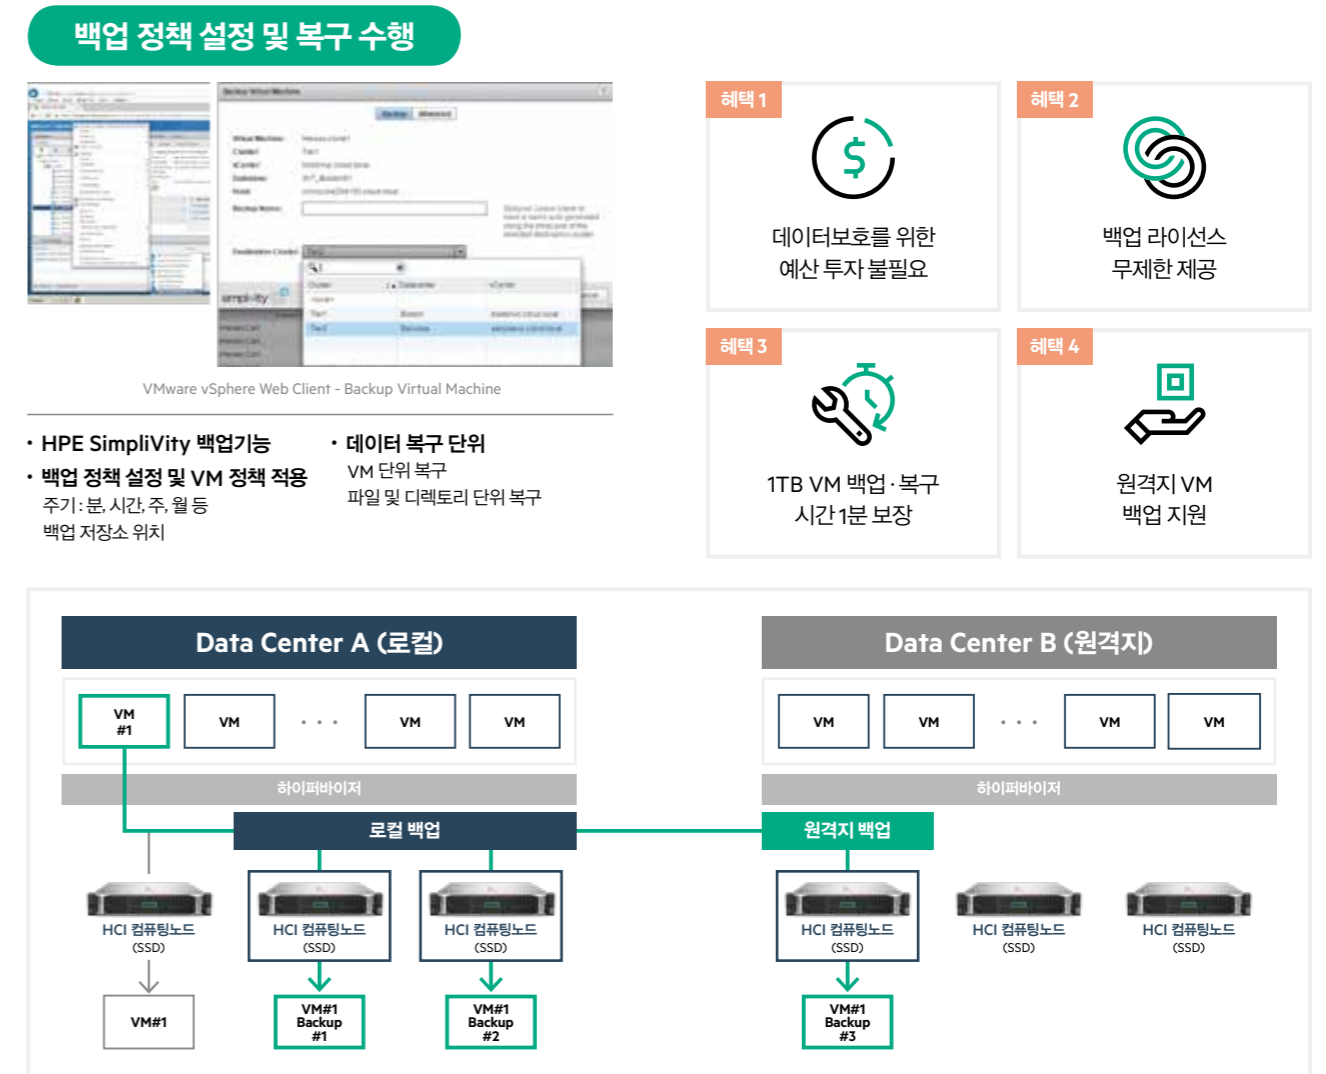 백업 정책 설정 및 복구 수행
Backup Virtual Machine
Backup Advanced
Backup Name:
simplivity
VMware vSphere Web Client - Backup Virtual Machine
• HPE SimpliVity 백업기능
• 백업 정책 설정 및 VM 정책 적용
주기 : 분, 시간, 주, 월 등
백업 저장소 위치
• 데이터 복구 단위
VM 단위 복구
파일 및 디렉토리 단위 복구
혜택 1
데이터보호를 위한
예산 투자 불필요
혜택 2
백업 라이선스
무제한 제공
혜택 3
1TB VM 백업 · 복구
시간 1분 보장
혜택 4
원격지 VM
백업 지원
Data Center A (로컬)
VM
#1
VM
· · ·
VM
VM
하이퍼바이저
로컬 백업
HCI 컴퓨팅노드
(SSD)
HCI 컴퓨팅노드
(SSD)
HCI 컴퓨팅노드
(SSD)
VM#1
VM#1
Backup
#1
VM#1
Backup
#2
Data Center B (원격지)
VM
VM
· · ·
VM
VM
하이퍼바이저
원격지 백업
HCI 컴퓨팅노드
(SSD)
HCI 컴퓨팅노드
(SSD)
HCI 컴퓨팅노드
(SSD)
VM#1
Backup
#3